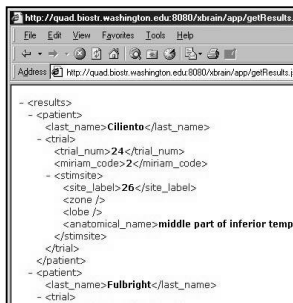 http://quad.biostr.washington.edu:8080/xbrain/app/getResults.
File Edit View Favorites Tools Help
Address http://quad.biostr.washington.edu:8080/xbrain/app/getResults.j
- <results>
- <patient>
<last_name>Ciliento</last_name>
- <trial>
<trial_num>24</trial_num>
<miriam_code>2</miriam_code>
- <stimsite>
<site_label>26</site_label>
<zone />
<lobe />
<anatomical_name>middle part of inferior temp
</stimsite>
</trial>
</patient>
- <patient>
<last_name>Fulbright</last_name>
- <trial>